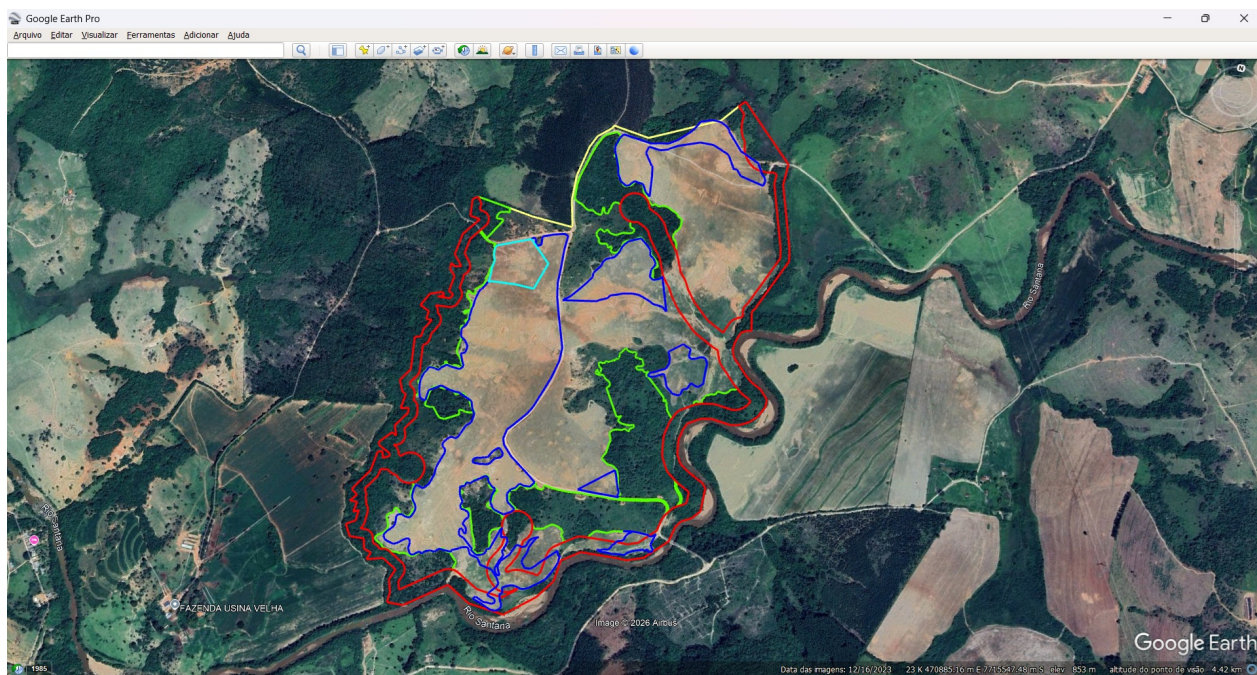 Google Earth Pro
Arquivo Editar Visualizar Ferramentas Adicionar Ajuda
N
Rio Santana
Rio Santana
FAZENDA USINA VELHA
Rio Santana
Image © 2026 Airbus
Google Earth
1985
Data das imagens: 12/16/2023 23 K 470885.16 m E 7715547.48 m S elev 853 m altitude do ponto de visão 4.42 km